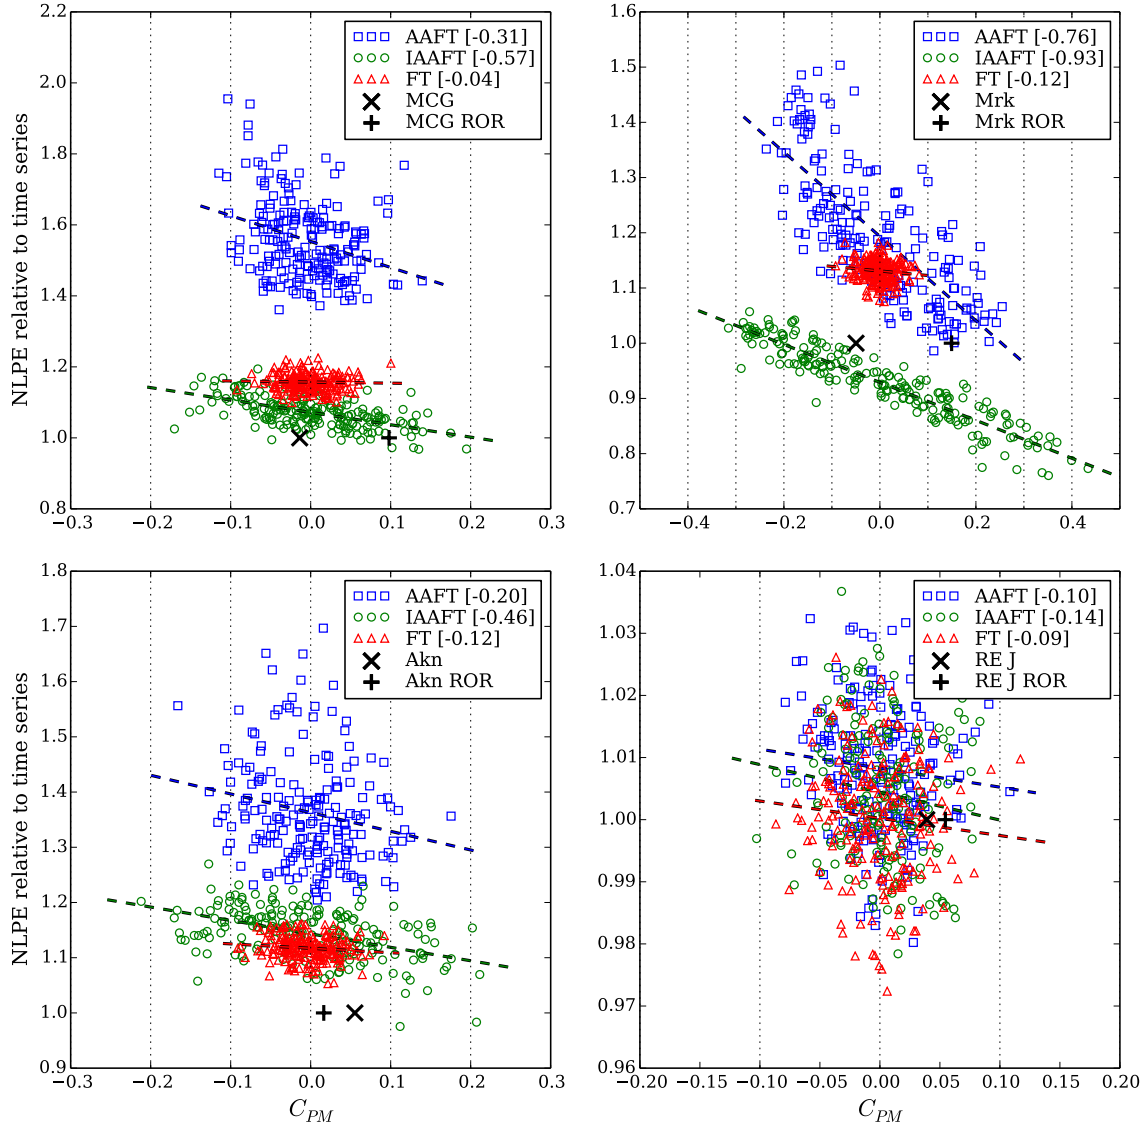 NLPE relative to time series
2.2
2.0
1.8
1.6
1.4
1.2
1.0
0.8
−0.3 −0.2 −0.1 0.0 0.1 0.2 0.3
AAFT [-0.31]
IAAFT [-0.57]
FT [-0.04]
MCG
MCG ROR
1.6
1.5
1.4
1.3
1.2
1.1
1.0
0.9
0.8
0.7
−0.4 −0.2 0.0 0.2 0.4
AAFT [-0.76]
IAAFT [-0.93]
FT [-0.12]
Mrk
Mrk ROR
NLPE relative to time series
1.8
1.7
1.6
1.5
1.4
1.3
1.2
1.1
1.0
0.9
−0.3 −0.2 −0.1 0.0 0.1 0.2 0.3
C_PM
AAFT [-0.20]
IAAFT [-0.46]
FT [-0.12]
Akn
Akn ROR
1.04
1.03
1.02
1.01
1.00
0.99
0.98
0.97
0.96
−0.20 −0.15 −0.10 −0.05 0.00 0.05 0.10 0.15 0.20
C_PM
AAFT [-0.10]
IAAFT [-0.14]
FT [-0.09]
RE J
RE J ROR